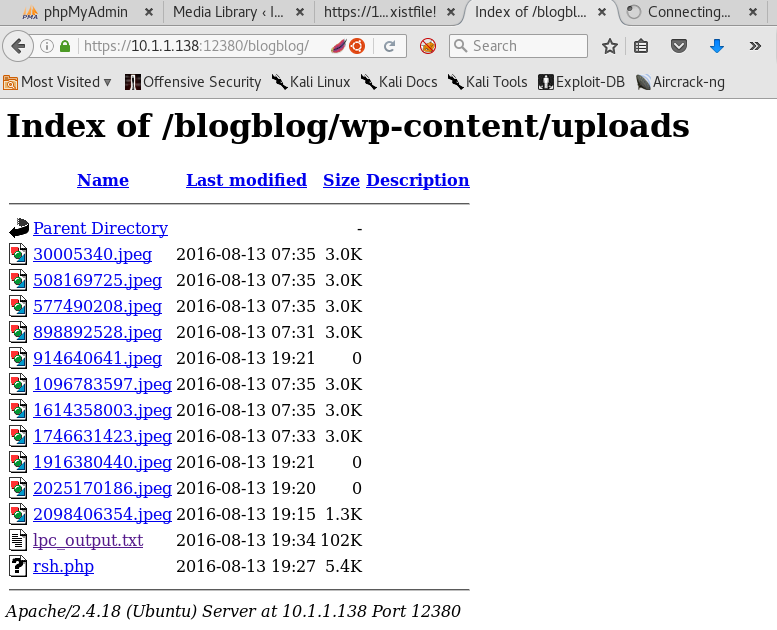 phpMyAdmin × Media Library ‹ I... × https://1...xistfile! × Index of /blogbl... × Connecting... ×
https://10.1.1.138:12380/blogblog/ Search
Most Visited Offensive Security Kali Linux Kali Docs Kali Tools Exploit-DB Aircrack-ng
Index of /blogblog/wp-content/uploads
Name Last modified Size Description
Parent Directory -
30005340.jpeg 2016-08-13 07:35 3.0K
508169725.jpeg 2016-08-13 07:35 3.0K
577490208.jpeg 2016-08-13 07:35 3.0K
898892528.jpeg 2016-08-13 07:31 3.0K
914640641.jpeg 2016-08-13 19:21 0
1096783597.jpeg 2016-08-13 07:35 3.0K
1614358003.jpeg 2016-08-13 07:35 3.0K
1746631423.jpeg 2016-08-13 07:33 3.0K
1916380440.jpeg 2016-08-13 19:21 0
2025170186.jpeg 2016-08-13 19:20 0
2098406354.jpeg 2016-08-13 19:15 1.3K
lpc_output.txt 2016-08-13 19:34 102K
rsh.php 2016-08-13 19:27 5.4K
Apache/2.4.18 (Ubuntu) Server at 10.1.1.138 Port 12380